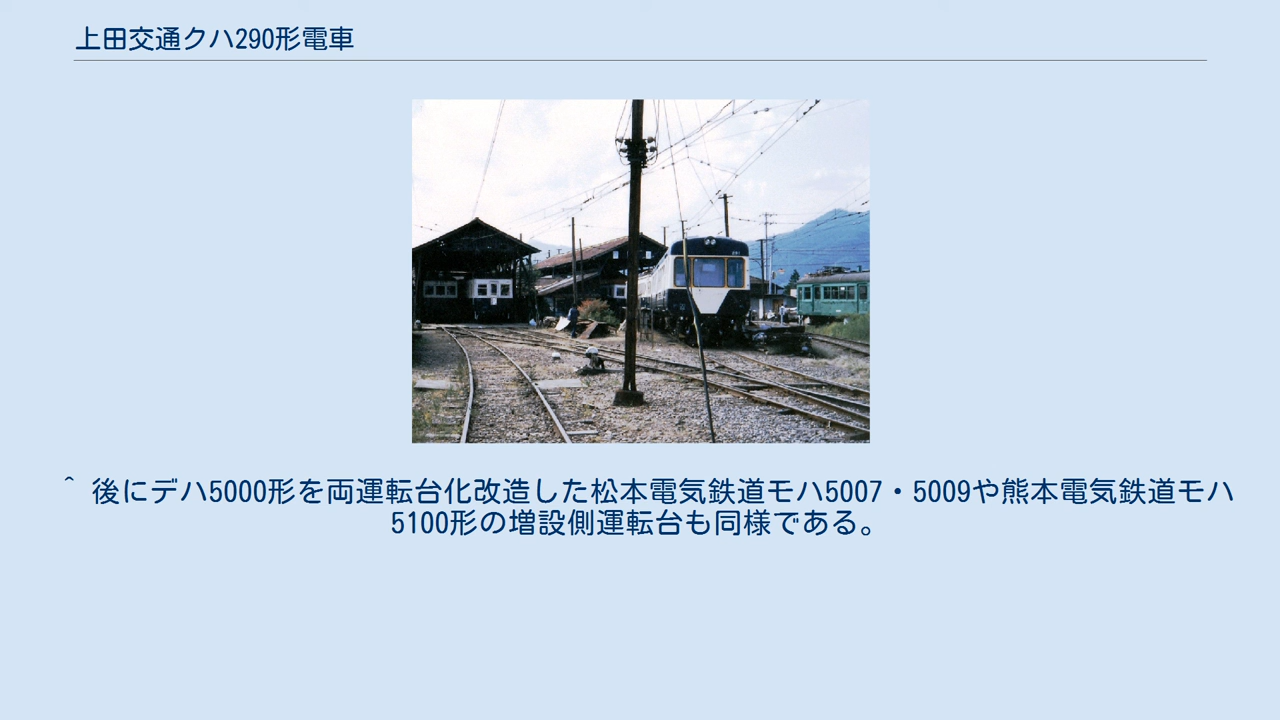 上田交通クハ290形電車
^ 後にデハ5000形を両運転台化改造した松本電気鉄道モハ5007・5009や熊本電気鉄道モハ
5100形の増設側運転台も同様である。